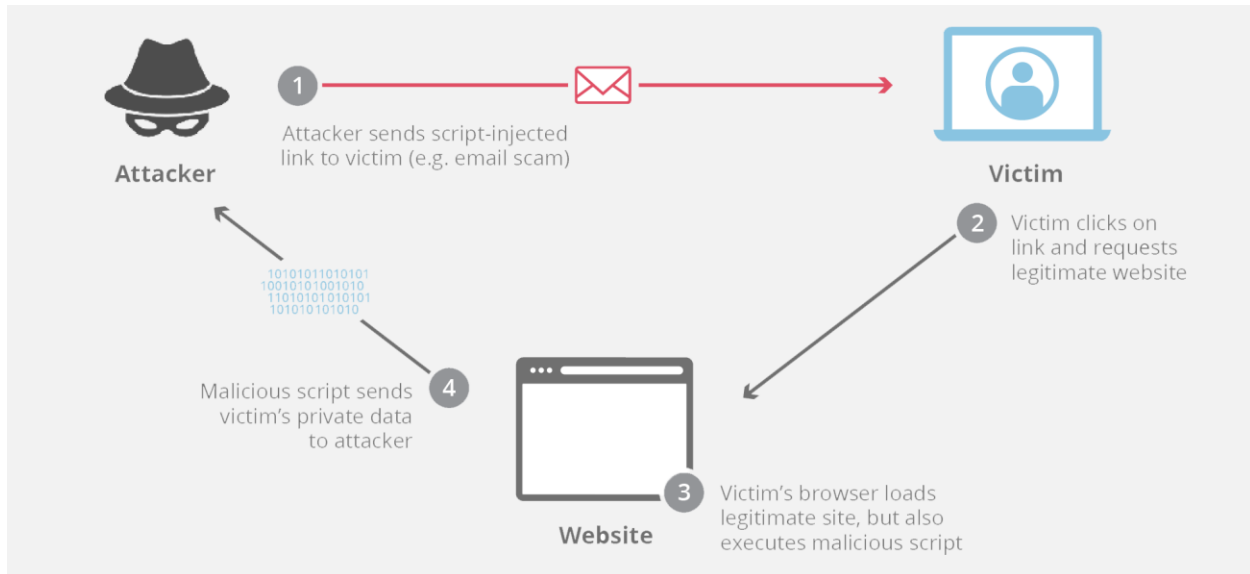 1
Attacker sends script-injected
link to victim (e.g. email scam)
Attacker
Victim
2
Victim clicks on
link and requests
legitimate website
10101011010101
10010101001010
11010101010101
101010101010
4
Malicious script sends
victim’s private data
to attacker
3
Victim’s browser loads
legitimate site, but also
executes malicious script
Website